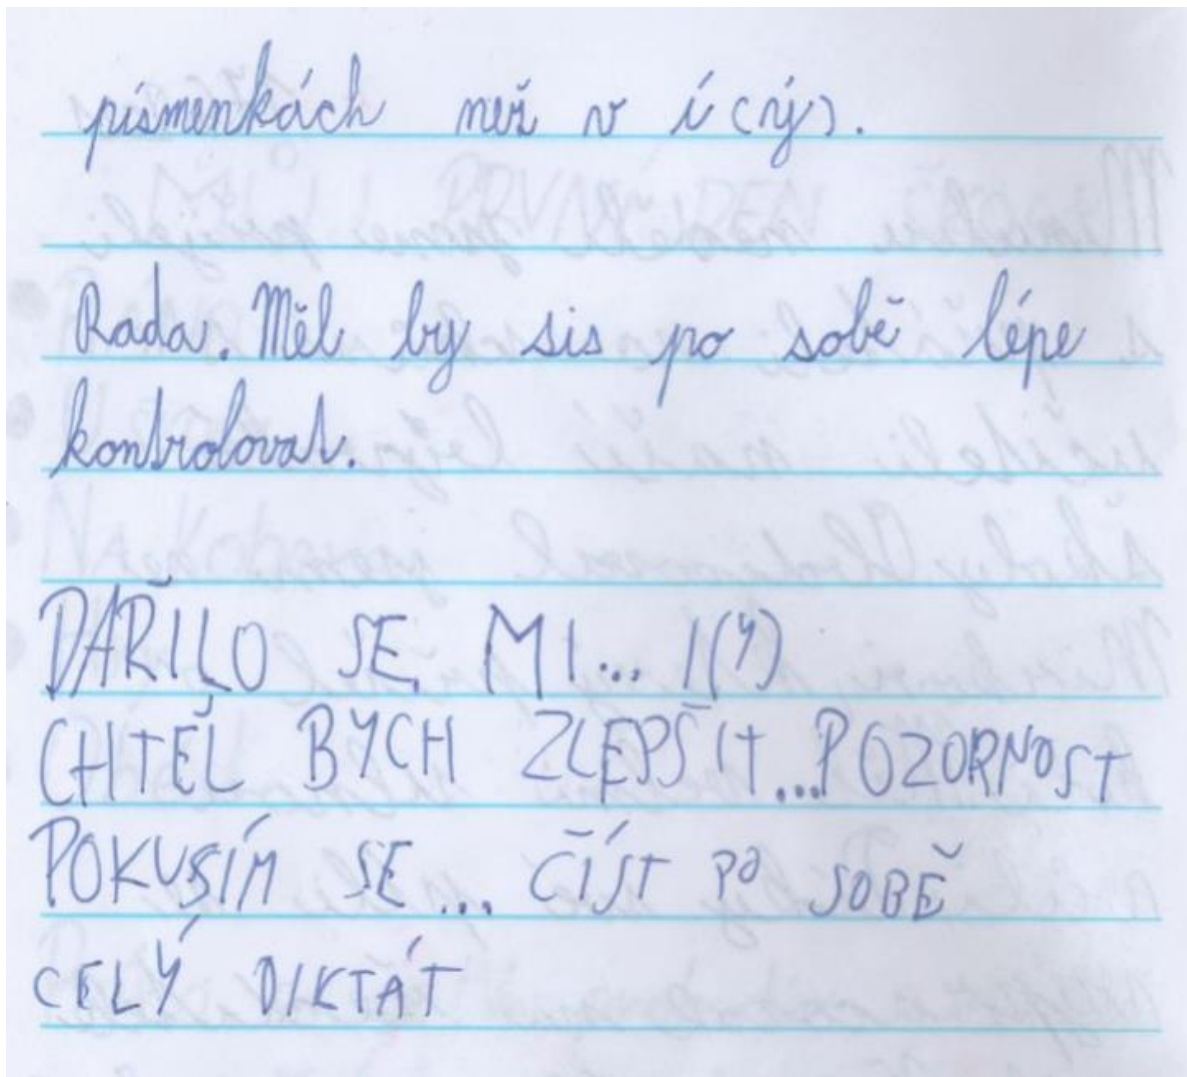 písmenkách než v í(ý).
Rada. Měl by sis po sobě lépe
kontrolovat.
DAŘILO SE MI... I(Y)
CHTĚL BYCH ZLEPŠIT...POZORNOST
POKUSÍM SE... ČÍST PO SOBĚ
CELÝ DIKTÁT